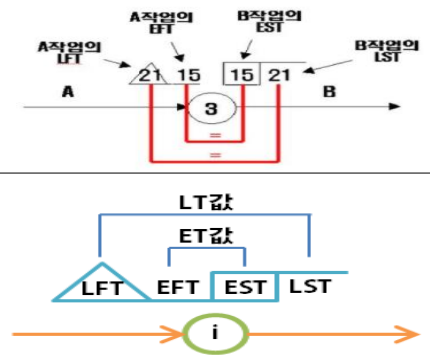 A작업의
EFT
B작업의
EST
A작업의
LFT
B작업의
LST
21 15 15 21
A 3 B
=
=
LT값
ET값
LFT EFT EST LST
i